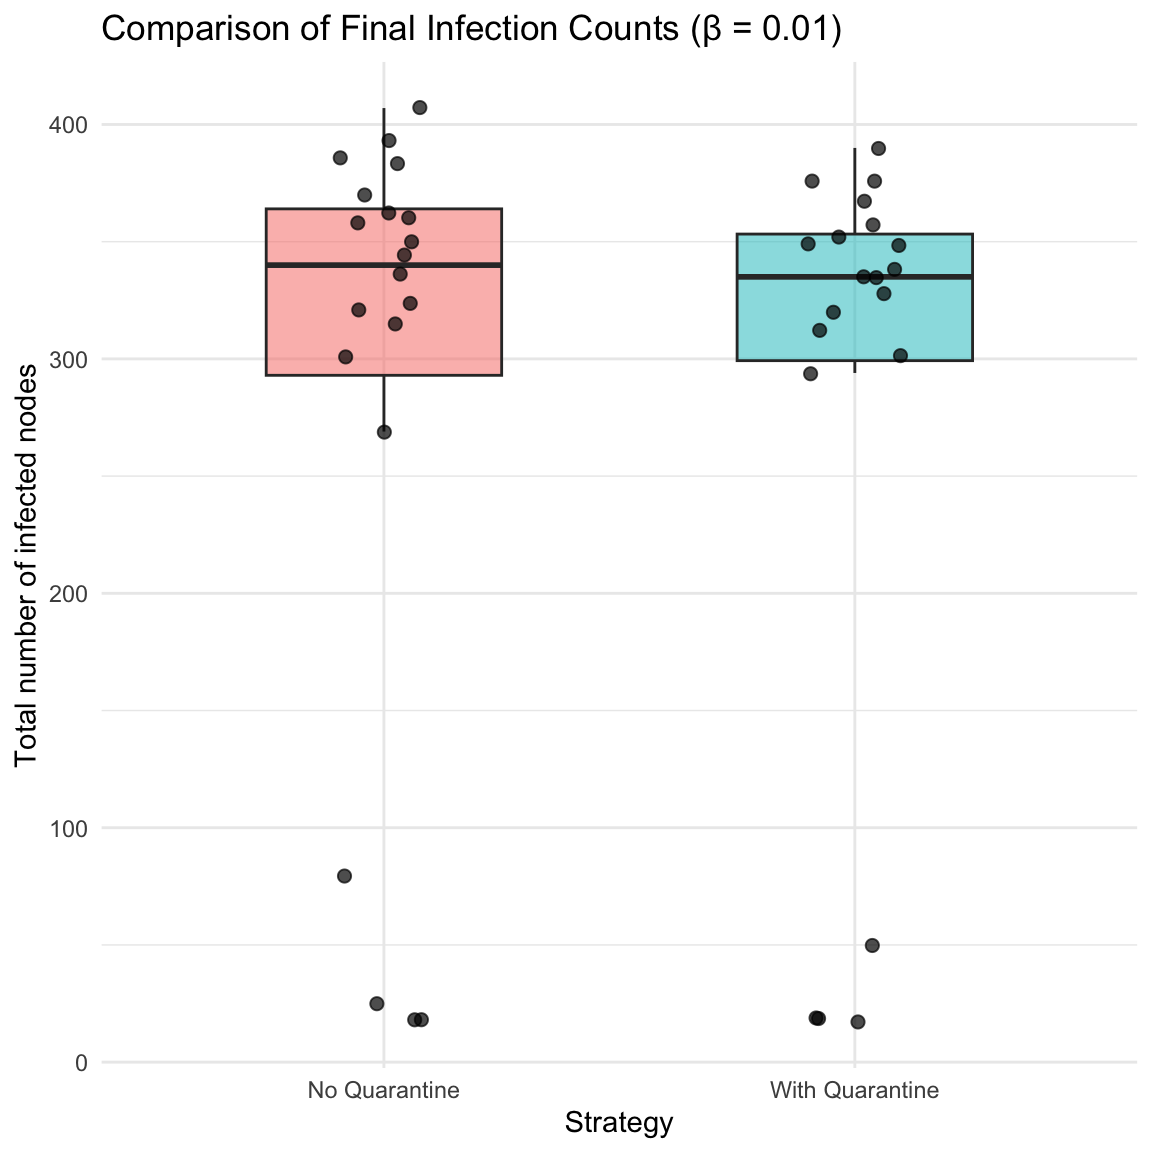 Comparison of Final Infection Counts (β = 0.01)
Total number of infected nodes
400
300
200
100
0
No Quarantine
With Quarantine
Strategy